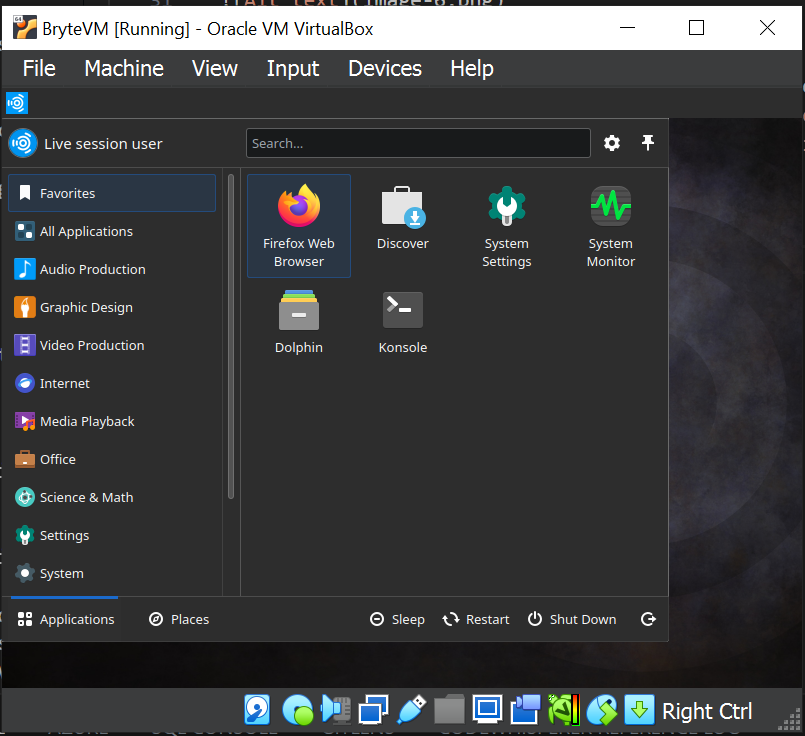 BryteVM [Running] - Oracle VM VirtualBox
File Machine View Input Devices Help
Live session user
Search...
Favorites
All Applications
Audio Production
Graphic Design
Video Production
Internet
Media Playback
Office
Science & Math
Settings
System
Firefox Web
Browser
Discover
System
Settings
System
Monitor
Dolphin
Konsole
Applications
Places
Sleep
Restart
Shut Down
Right Ctrl